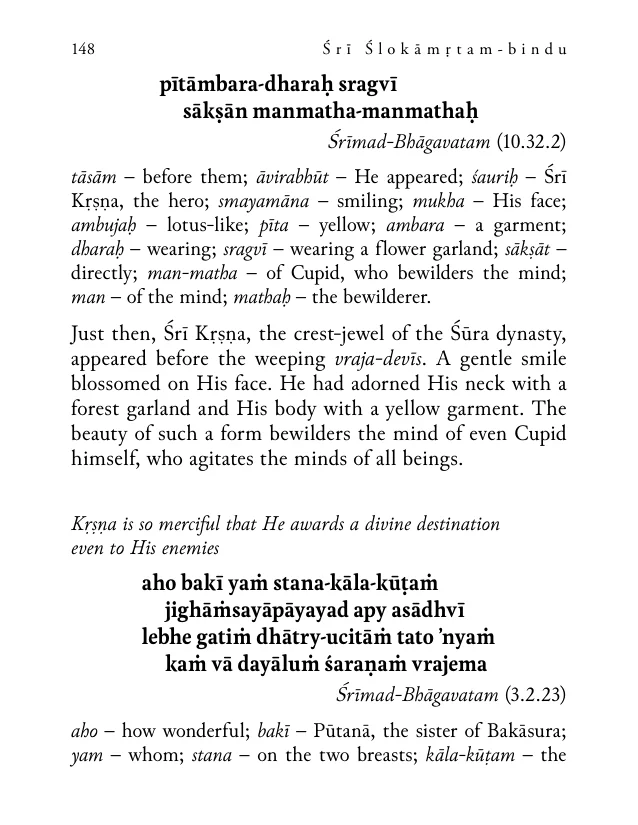 148 Śrī Ślokāmṛtam-bindu
pītāmbara-dharaḥ sragvī
sākṣān manmatha-manmathaḥ
Śrīmad-Bhāgavatam (10.32.2)
tāsām – before them; āvirabhūt – He appeared; śauriḥ – Śrī
Kṛṣṇa, the hero; smayamāna – smiling; mukha – His face;
ambujaḥ – lotus-like; pīta – yellow; ambara – a garment;
dharaḥ – wearing; sragvī – wearing a flower garland; sākṣāt –
directly; man-matha – of Cupid, who bewilders the mind;
man – of the mind; mathaḥ – the bewilderer.
Just then, Śrī Kṛṣṇa, the crest-jewel of the Śūra dynasty,
appeared before the weeping vraja-devīs. A gentle smile
blossomed on His face. He had adorned His neck with a
forest garland and His body with a yellow garment. The
beauty of such a form bewilders the mind of even Cupid
himself, who agitates the minds of all beings.
Kṛṣṇa is so merciful that He awards a divine destination
even to His enemies
aho bakī yaṁ stana-kāla-kūṭaṁ
jighāṁsayāpāyayad apy asādhvī
lebhe gatiṁ dhātry-ucitāṁ tato ’nyaṁ
kaṁ vā dayāluṁ śaraṇaṁ vrajema
Śrīmad-Bhāgavatam (3.2.23)
aho – how wonderful; bakī – Pūtanā, the sister of Bakāsura;
yam – whom; stana – on the two breasts; kāla-kūṭam – the